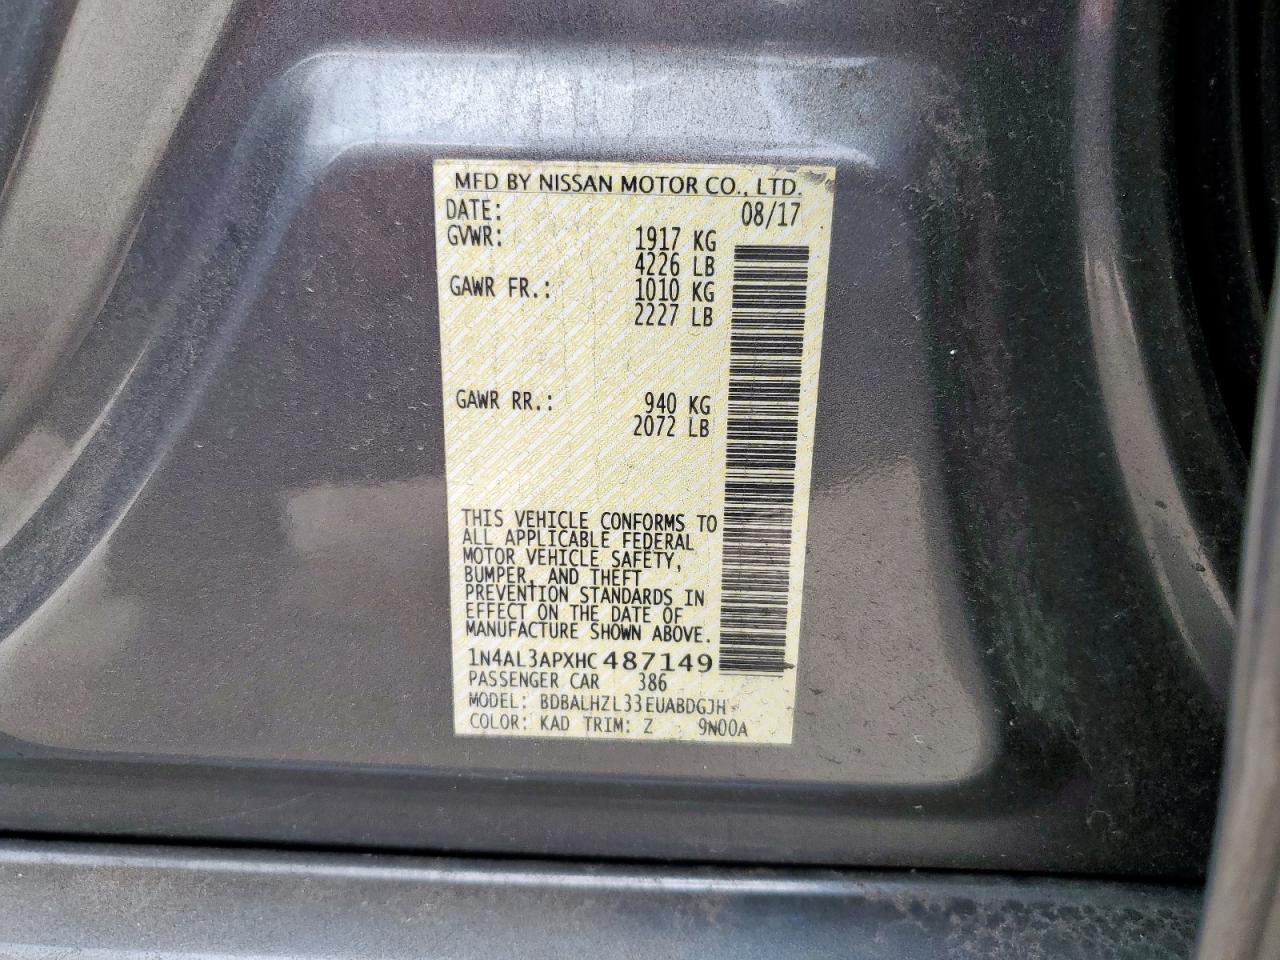 MFD BY NISSAN MOTOR CO., LTD.
DATE: 08/17
GVWR: 1917 KG
4226 LB
GAWR FR.: 1010 KG
2227 LB
GAWR RR.: 940 KG
2072 LB
THIS VEHICLE CONFORMS TO
ALL APPLICABLE FEDERAL
MOTOR VEHICLE SAFETY,
BUMPER, AND THEFT
PREVENTION STANDARDS IN
EFFECT ON THE DATE OF
MANUFACTURE SHOWN ABOVE.
1N4AL3APXHC487149
PASSENGER CAR 386
MODEL: BDBALHZL33EUABDGJH
COLOR: KAD TRIM: Z 9N00A